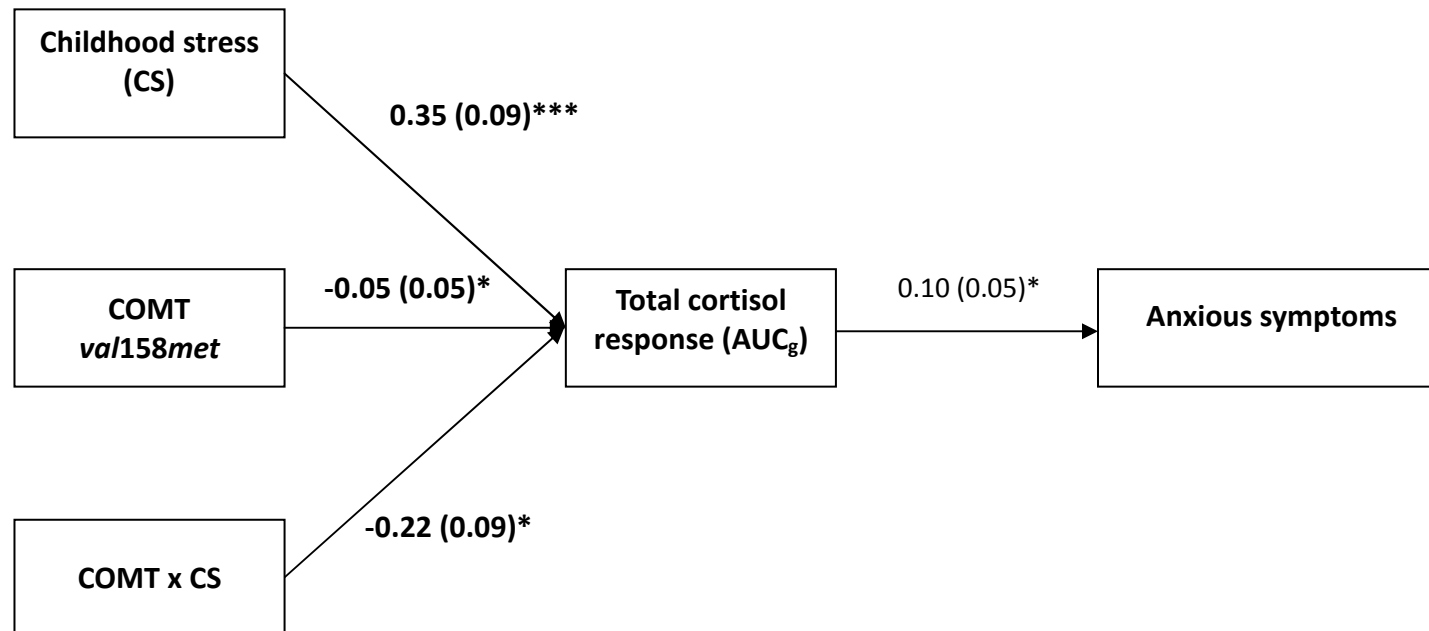 Childhood stress
(CS)
0.35 (0.09)***
COMT
val158met
-0.05 (0.05)*
Total cortisol
response (AUCg)
0.10 (0.05)*
Anxious symptoms
-0.22 (0.09)*
COMT x CS